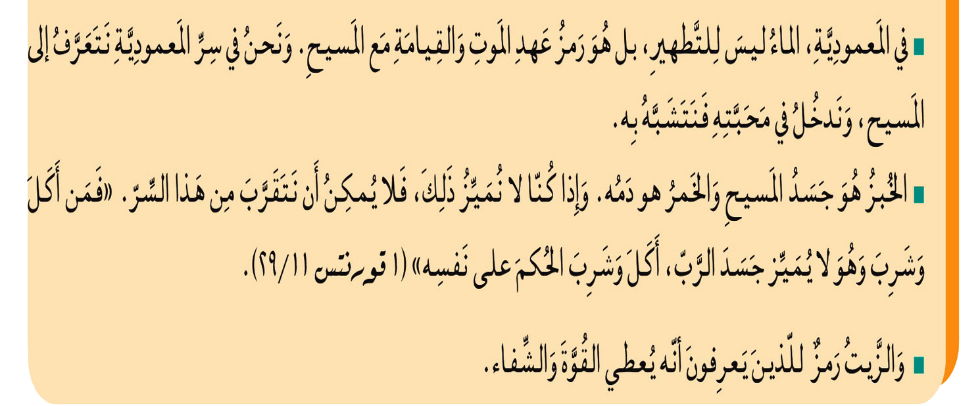 ▪ في المَعموديَّةِ، الماءُ ليسَ لِلتَّطهيرِ، بل هُوَ رَمزُ عَهدِ المَوتِ وَالقِيامَةِ مَع المَسيحِ. وَنَحنُ في سِرِّ المَعموديَّةِ نَتَعَرَّفُ إلى
المَسيح، وَنَدخُلُ في مَحَبَّتِهِ فَنَتَشَبَّهُ بِه.
▪ الخُبزُ هُوَ جَسَدُ المَسيحِ وَالخَمرُ هو دَمُه. وَإِذا كُنّا لا نُمَيِّزُ ذَلِكَ، فَلا يُمكِنُ أَن نَتَقَرَّبَ مِن هَذا السِّرّ. «فَمَن أَكَلَ
وَشَرِبَ وَهُوَ لا يُمَيِّز جَسَدَ الرَّبّ، أَكَلَ وَشَرِبَ الحُكمَ على نَفسِه» (١ قورنتس ١١/٢٩).
▪ وَالزَّيتُ رَمزٌ للّذينَ يَعرِفونَ أنَّه يُعطي القُوَّةَ وَالشِّفاء.